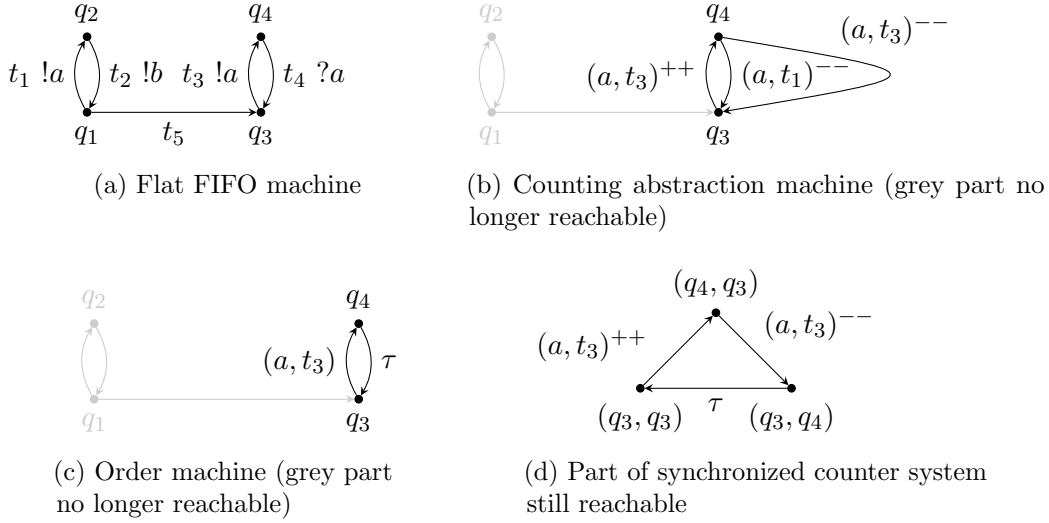 q2
q4
t1 !a
t2 !b
t3 !a
t4 ?a
q1
t5
q3
(a) Flat FIFO machine
q2
q4
(a, t3)^{--}
(a, t3)^{++}
(a, t1)^{--}
q1
q3
(b) Counting abstraction machine (grey part no
longer reachable)
q2
q4
(a, t3)
τ
q1
q3
(c) Order machine (grey part
no longer reachable)
(q4, q3)
(a, t3)^{++}
(a, t3)^{--}
(q3, q3)
τ
(q3, q4)
(d) Part of synchronized counter system
still reachable